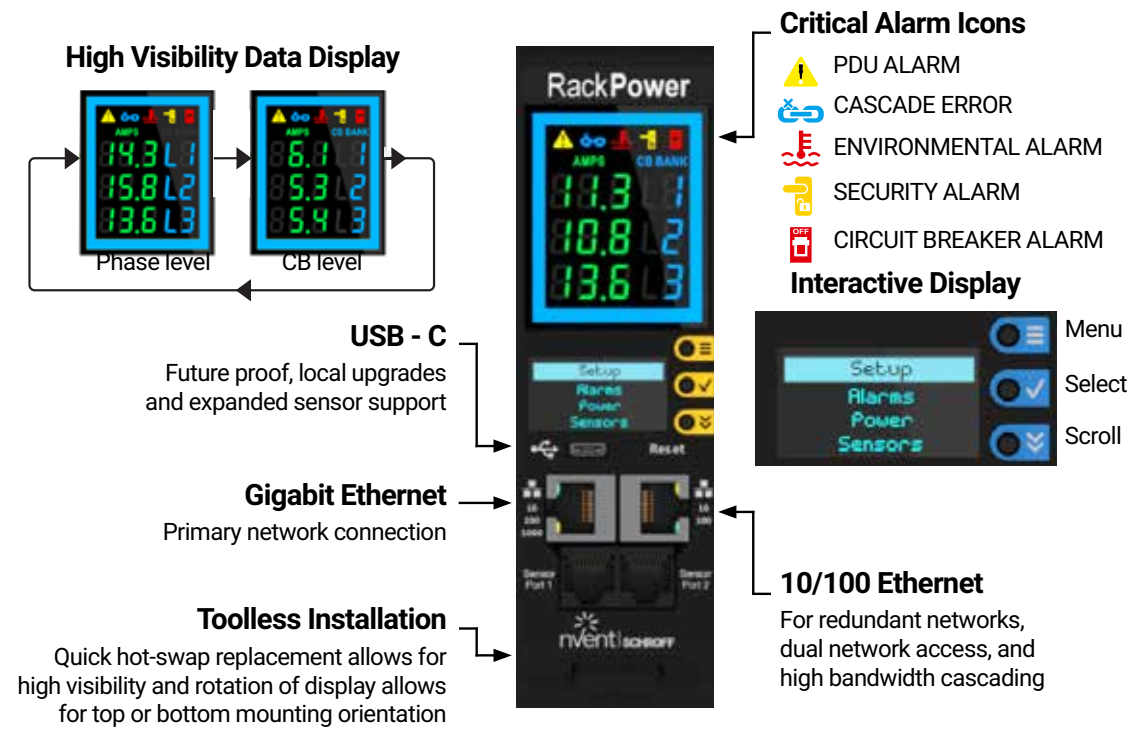 High Visibility Data Display
AMPS
14.3 L1
15.8 L2
13.6 L3
Phase level
AMPS CB BANK
6.1 1
5.3 2
5.4 3
CB level
RackPower
AMPS CB BANK
11.3 1
10.8 2
13.6 3
Setup
Alarms
Power
Sensors
Reset
10
100
1000
10
100
Sensor
Port 1
Sensor
Port 2
nvent SCHROFF
USB - C
Future proof, local upgrades
and expanded sensor support
Gigabit Ethernet
Primary network connection
Toolless Installation
Quick hot-swap replacement allows for
high visibility and rotation of display allows
for top or bottom mounting orientation
Critical Alarm Icons
PDU ALARM
CASCADE ERROR
ENVIRONMENTAL ALARM
SECURITY ALARM
OFF
CIRCUIT BREAKER ALARM
Interactive Display
Setup
Alarms
Power
Sensors
Menu
Select
Scroll
10/100 Ethernet
For redundant networks,
dual network access, and
high bandwidth cascading